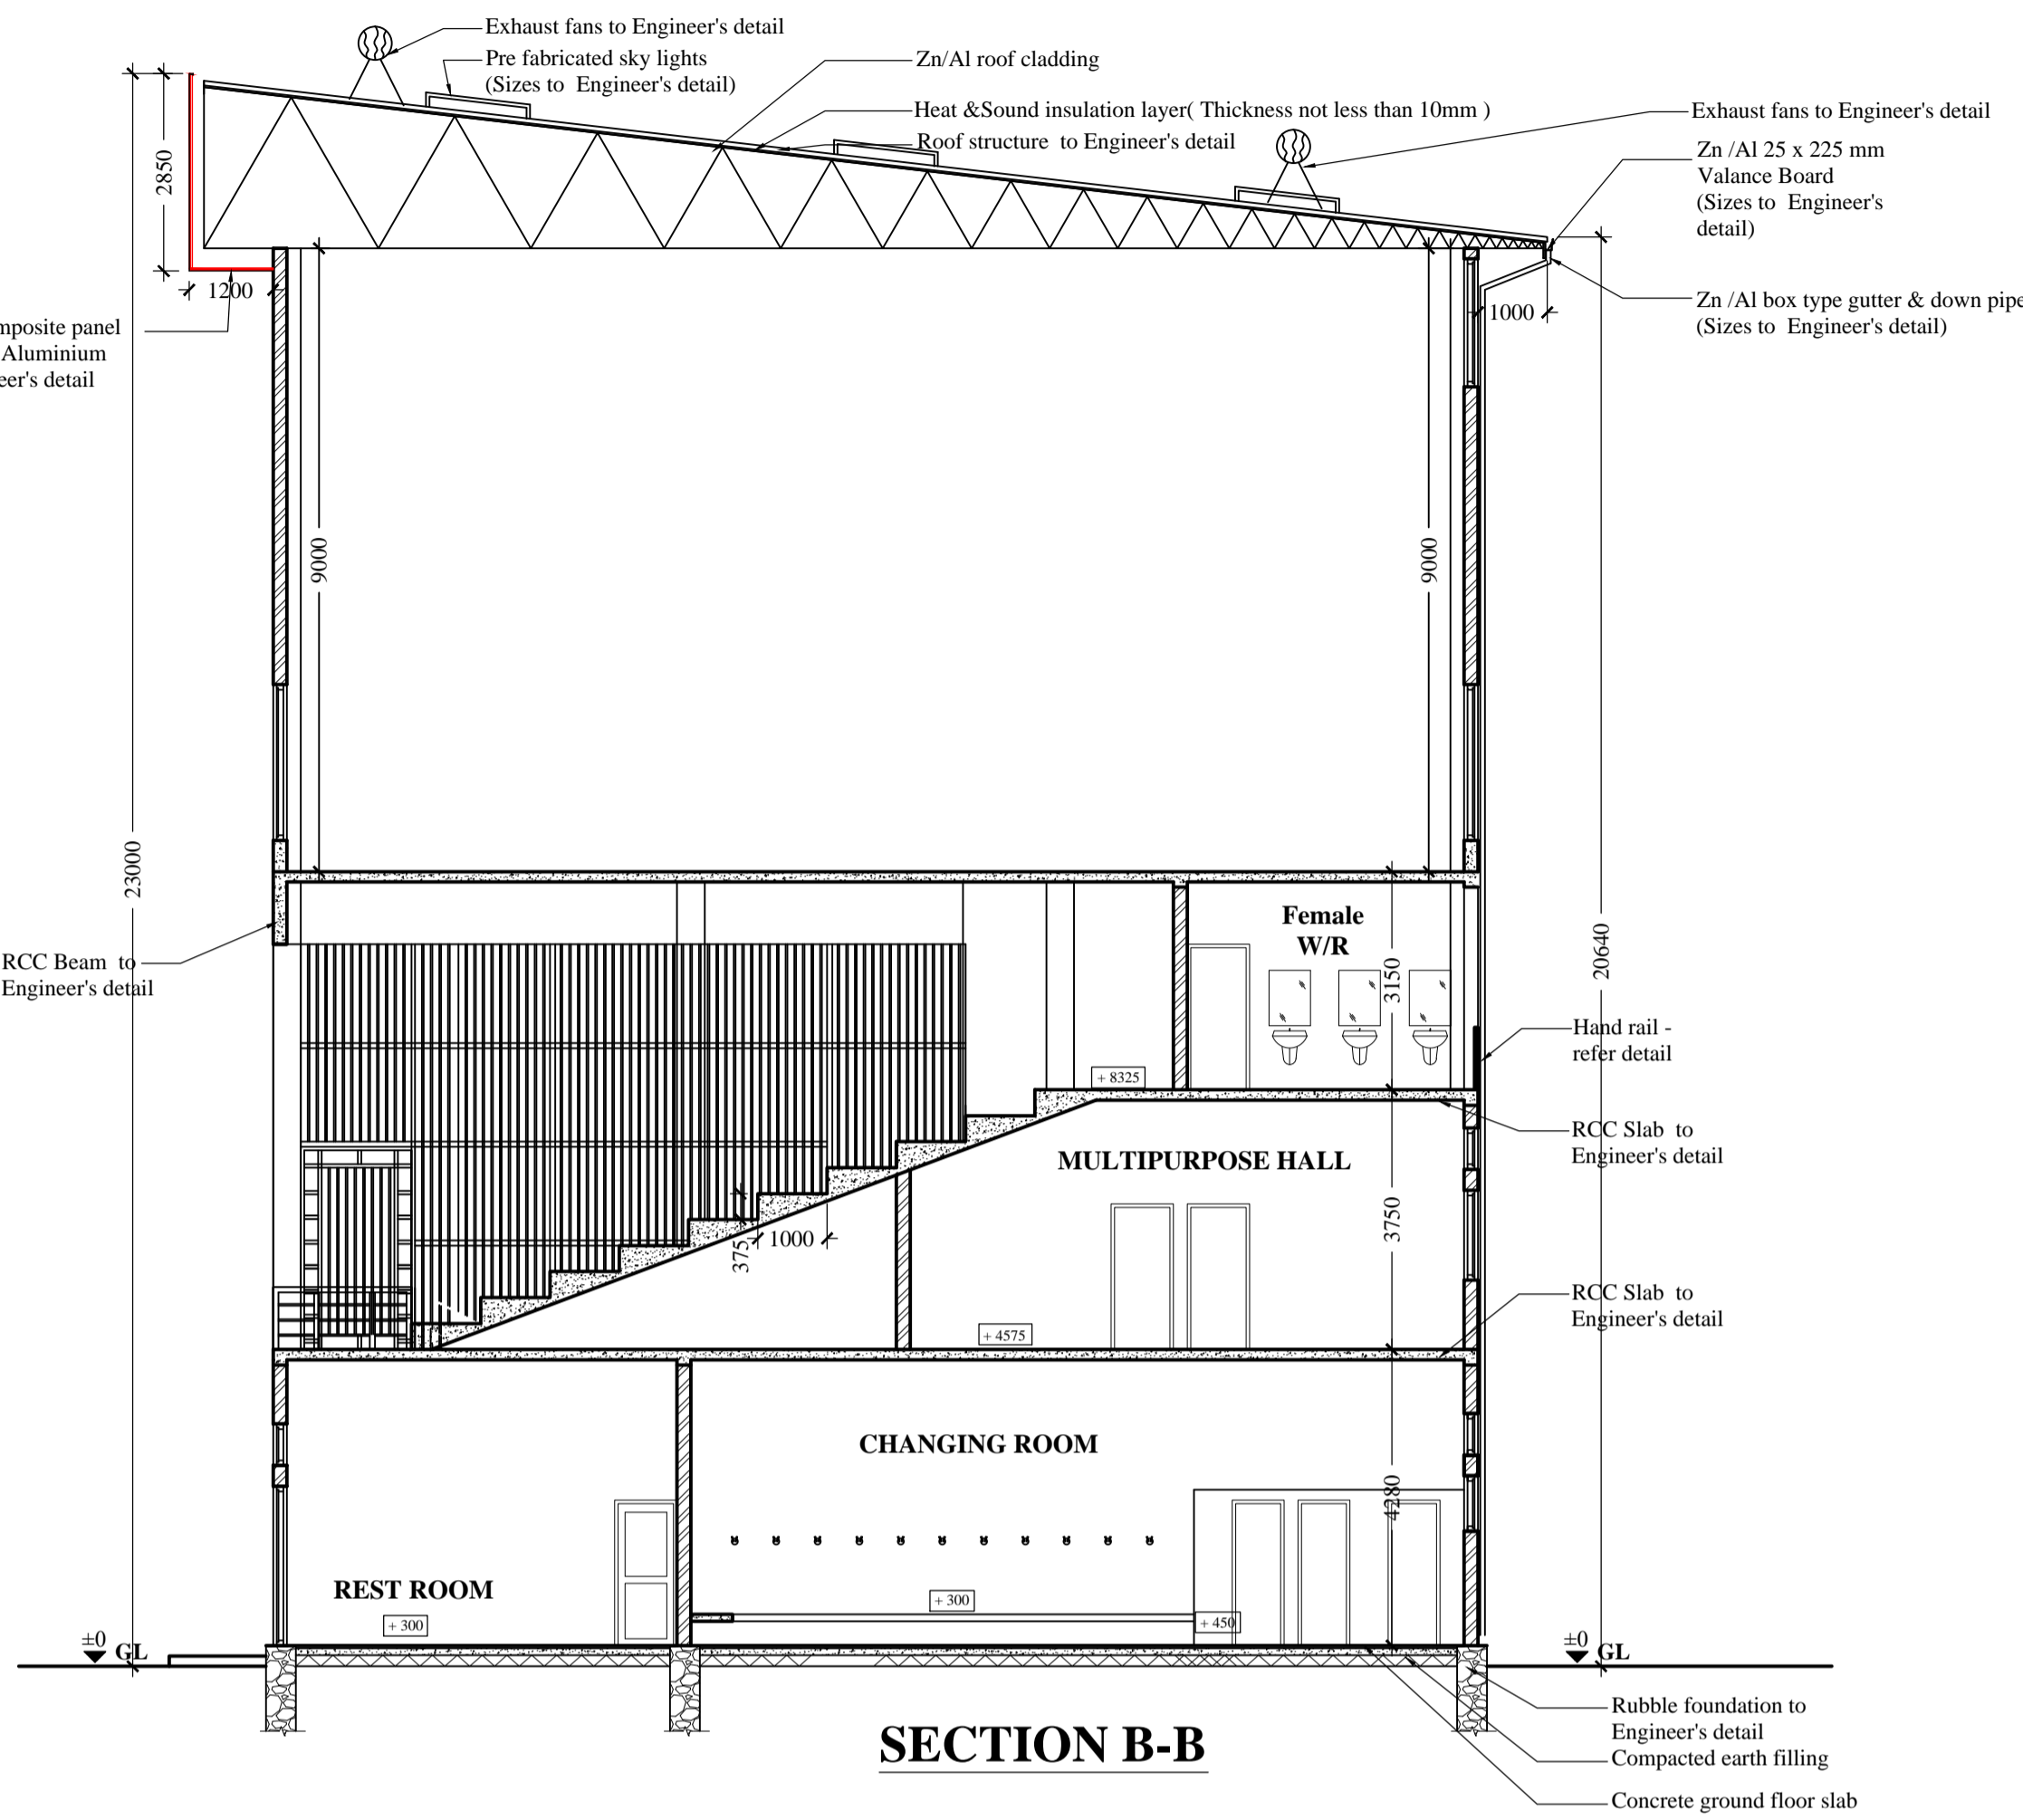 Exhaust fans to Engineer's detail
Pre fabricated sky lights
(Sizes to  Engineer's detail)
Zn/Al roof cladding
Heat &Sound insulation layer( Thickness not less than 10mm )
Roof structure  to Engineer's detail
Exhaust fans to Engineer's detail
Zn /Al 25 x 225 mm
Valance Board
(Sizes to  Engineer's
detail)
2850
1200
1000
Zn /Al box type gutter & down pipe
(Sizes to  Engineer's detail)
panel
Aluminium
detail
9000
9000
23000
20640
RCC Beam  to
Engineer's detail
Female
W/R
3150
Hand rail -
refer detail
+ 8325
RCC Slab  to
Engineer's detail
MULTIPURPOSE HALL
3750
1000
375
RCC Slab  to
Engineer's detail
+ 4575
CHANGING ROOM
4280
REST ROOM
+ 300
+ 300
+ 450
±0
GL
±0
GL
Rubble foundation to
Engineer's detail
Compacted earth filling
Concrete ground floor slab
SECTION B-B